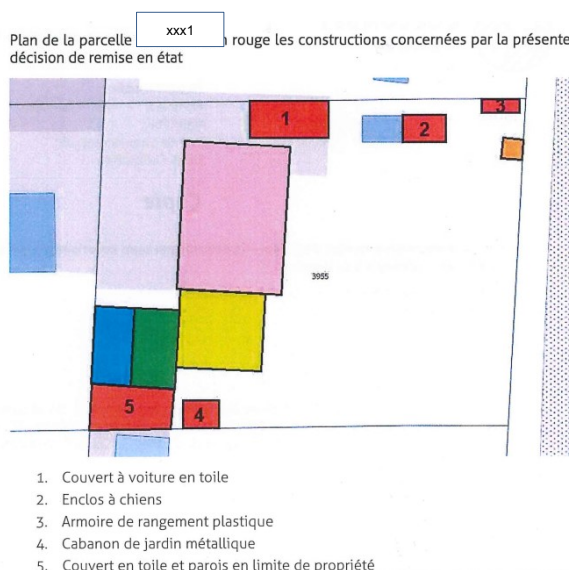 Plan de la parcelle xxx1 n rouge les constructions concernées par la présente
décision de remise en état
1
3
2
3955
5
4
1. Couvert à voiture en toile
2. Enclos à chiens
3. Armoire de rangement plastique
4. Cabanon de jardin métallique
5. Couvert en toile et parois en limite de propriété